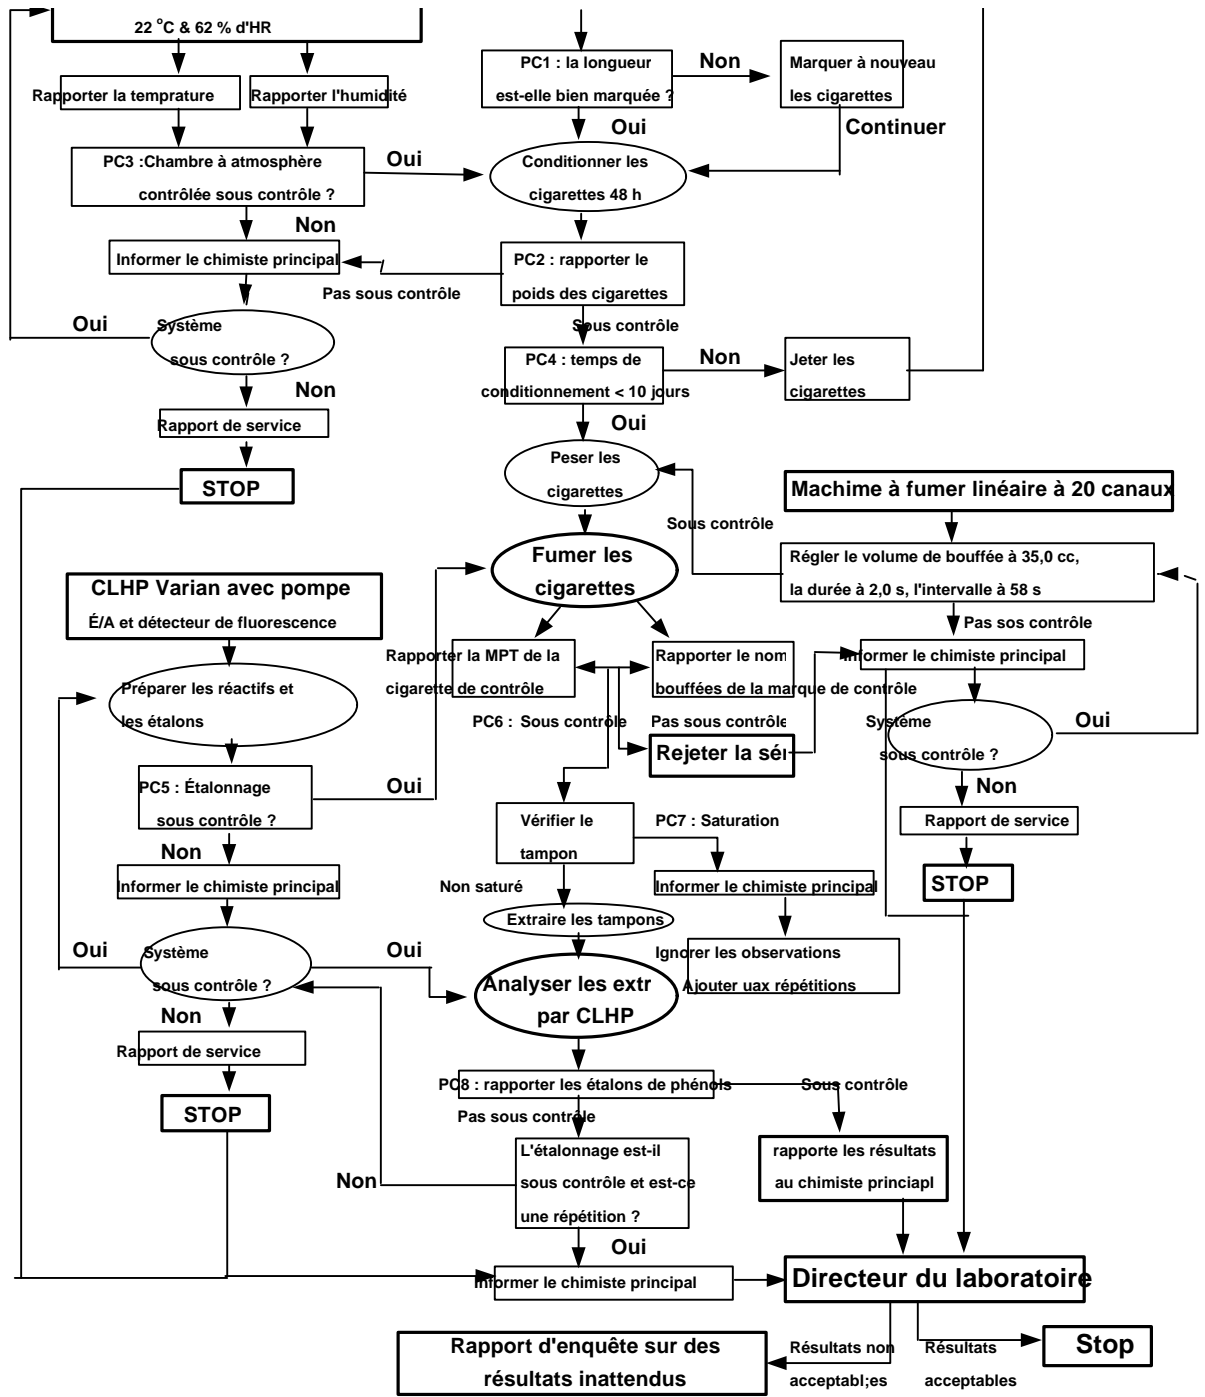 22 °C & 62 % d'HR
Rapporter la temprature
Rapporter l'humidité
PC3 :Chambre à atmosphère
contrôlée sous contrôle ?
Oui
Non
Informer le chimiste principal
Oui
Système
sous contrôle ?
Non
Rapport de service
STOP
PC1 : la longueur
est-elle bien marquée ?
Non
Marquer à nouveau
les cigarettes
Oui
Continuer
Conditionner les
cigarettes 48 h
PC2 : rapporter le
poids des cigarettes
Pas sous contrôle
Sous contrôle
PC4 : temps de
conditionnement < 10 jours
Non
Jeter les
cigarettes
Oui
Peser les
cigarettes
Machime à fumer linéaire à 20 canaux
Sous contrôle
Régler le volume de bouffée à 35,0 cc,
la durée à 2,0 s, l'intervalle à 58 s
Fumer les
cigarettes
CLHP Varian avec pompe
É/A et détecteur de fluorescence
Pas sos contrôle
Rapporter la MPT de la
cigarette de contrôle
Rapporter le nom
bouffées de la marque de contrôle
Informer le chimiste principal
Préparer les réactifs et
les étalons
PC6 : Sous contrôle
Pas sous contrôle
Rejeter la sér
Système
sous contrôle ?
Oui
Non
Rapport de service
STOP
PC5 : Étalonnage
sous contrôle ?
Oui
Non
Informer le chimiste principal
Vérifier le
tampon
PC7 : Saturation
Non saturé
Informer le chimiste principal
Extraire les tampons
Ignorer les observations
Ajouter uax répétitions
Oui
Système
sous contrôle ?
Oui
Analyser les extr
par CLHP
Non
Rapport de service
STOP
PC8 : rapporter les étalons de phénols
Sous contrôle
Pas sous contrôle
rapporte les résultats
au chimiste princiapl
L'étalonnage est-il
sous contrôle et est-ce
une répétition ?
Non
Oui
Informer le chimiste principal
Directeur du laboratoire
Rapport d'enquête sur des
résultats inattendus
Résultats non
acceptabl;es
Résultats
acceptables
Stop